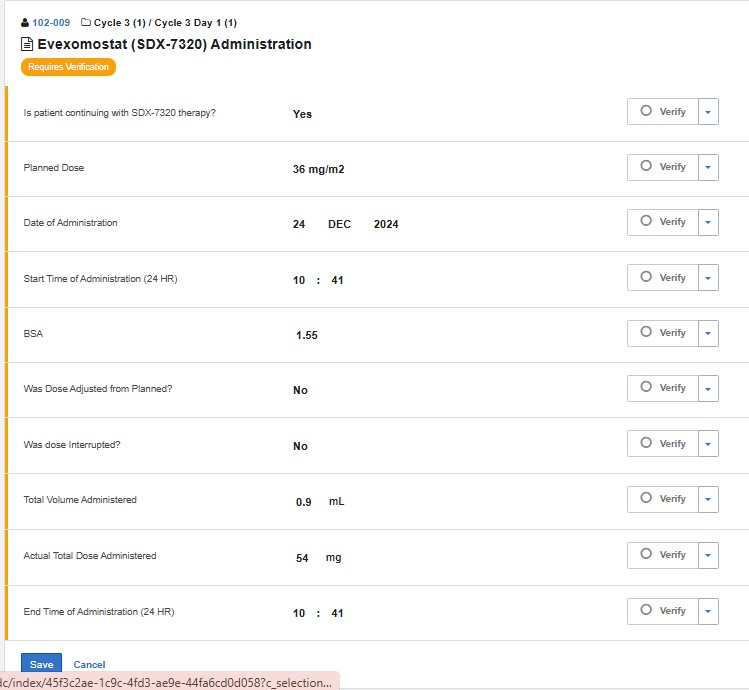 102-009 Cycle 3 (1) / Cycle 3 Day 1 (1)
Evexomostat (SDX-7320) Administration
Requires Verification
Is patient continuing with SDX-7320 therapy? Yes Verify
Planned Dose 36 mg/m2 Verify
Date of Administration 24 DEC 2024 Verify
Start Time of Administration (24 HR) 10 : 41 Verify
BSA 1.55 Verify
Was Dose Adjusted from Planned? No Verify
Was dose Interrupted? No Verify
Total Volume Administered 0.9 mL Verify
Actual Total Dose Administered 54 mg Verify
End Time of Administration (24 HR) 10 : 41 Verify
Save Cancel
dc/index/45f3c2ae-1c9c-4fd3-ae9e-44fa6cd0d058?c_selection...